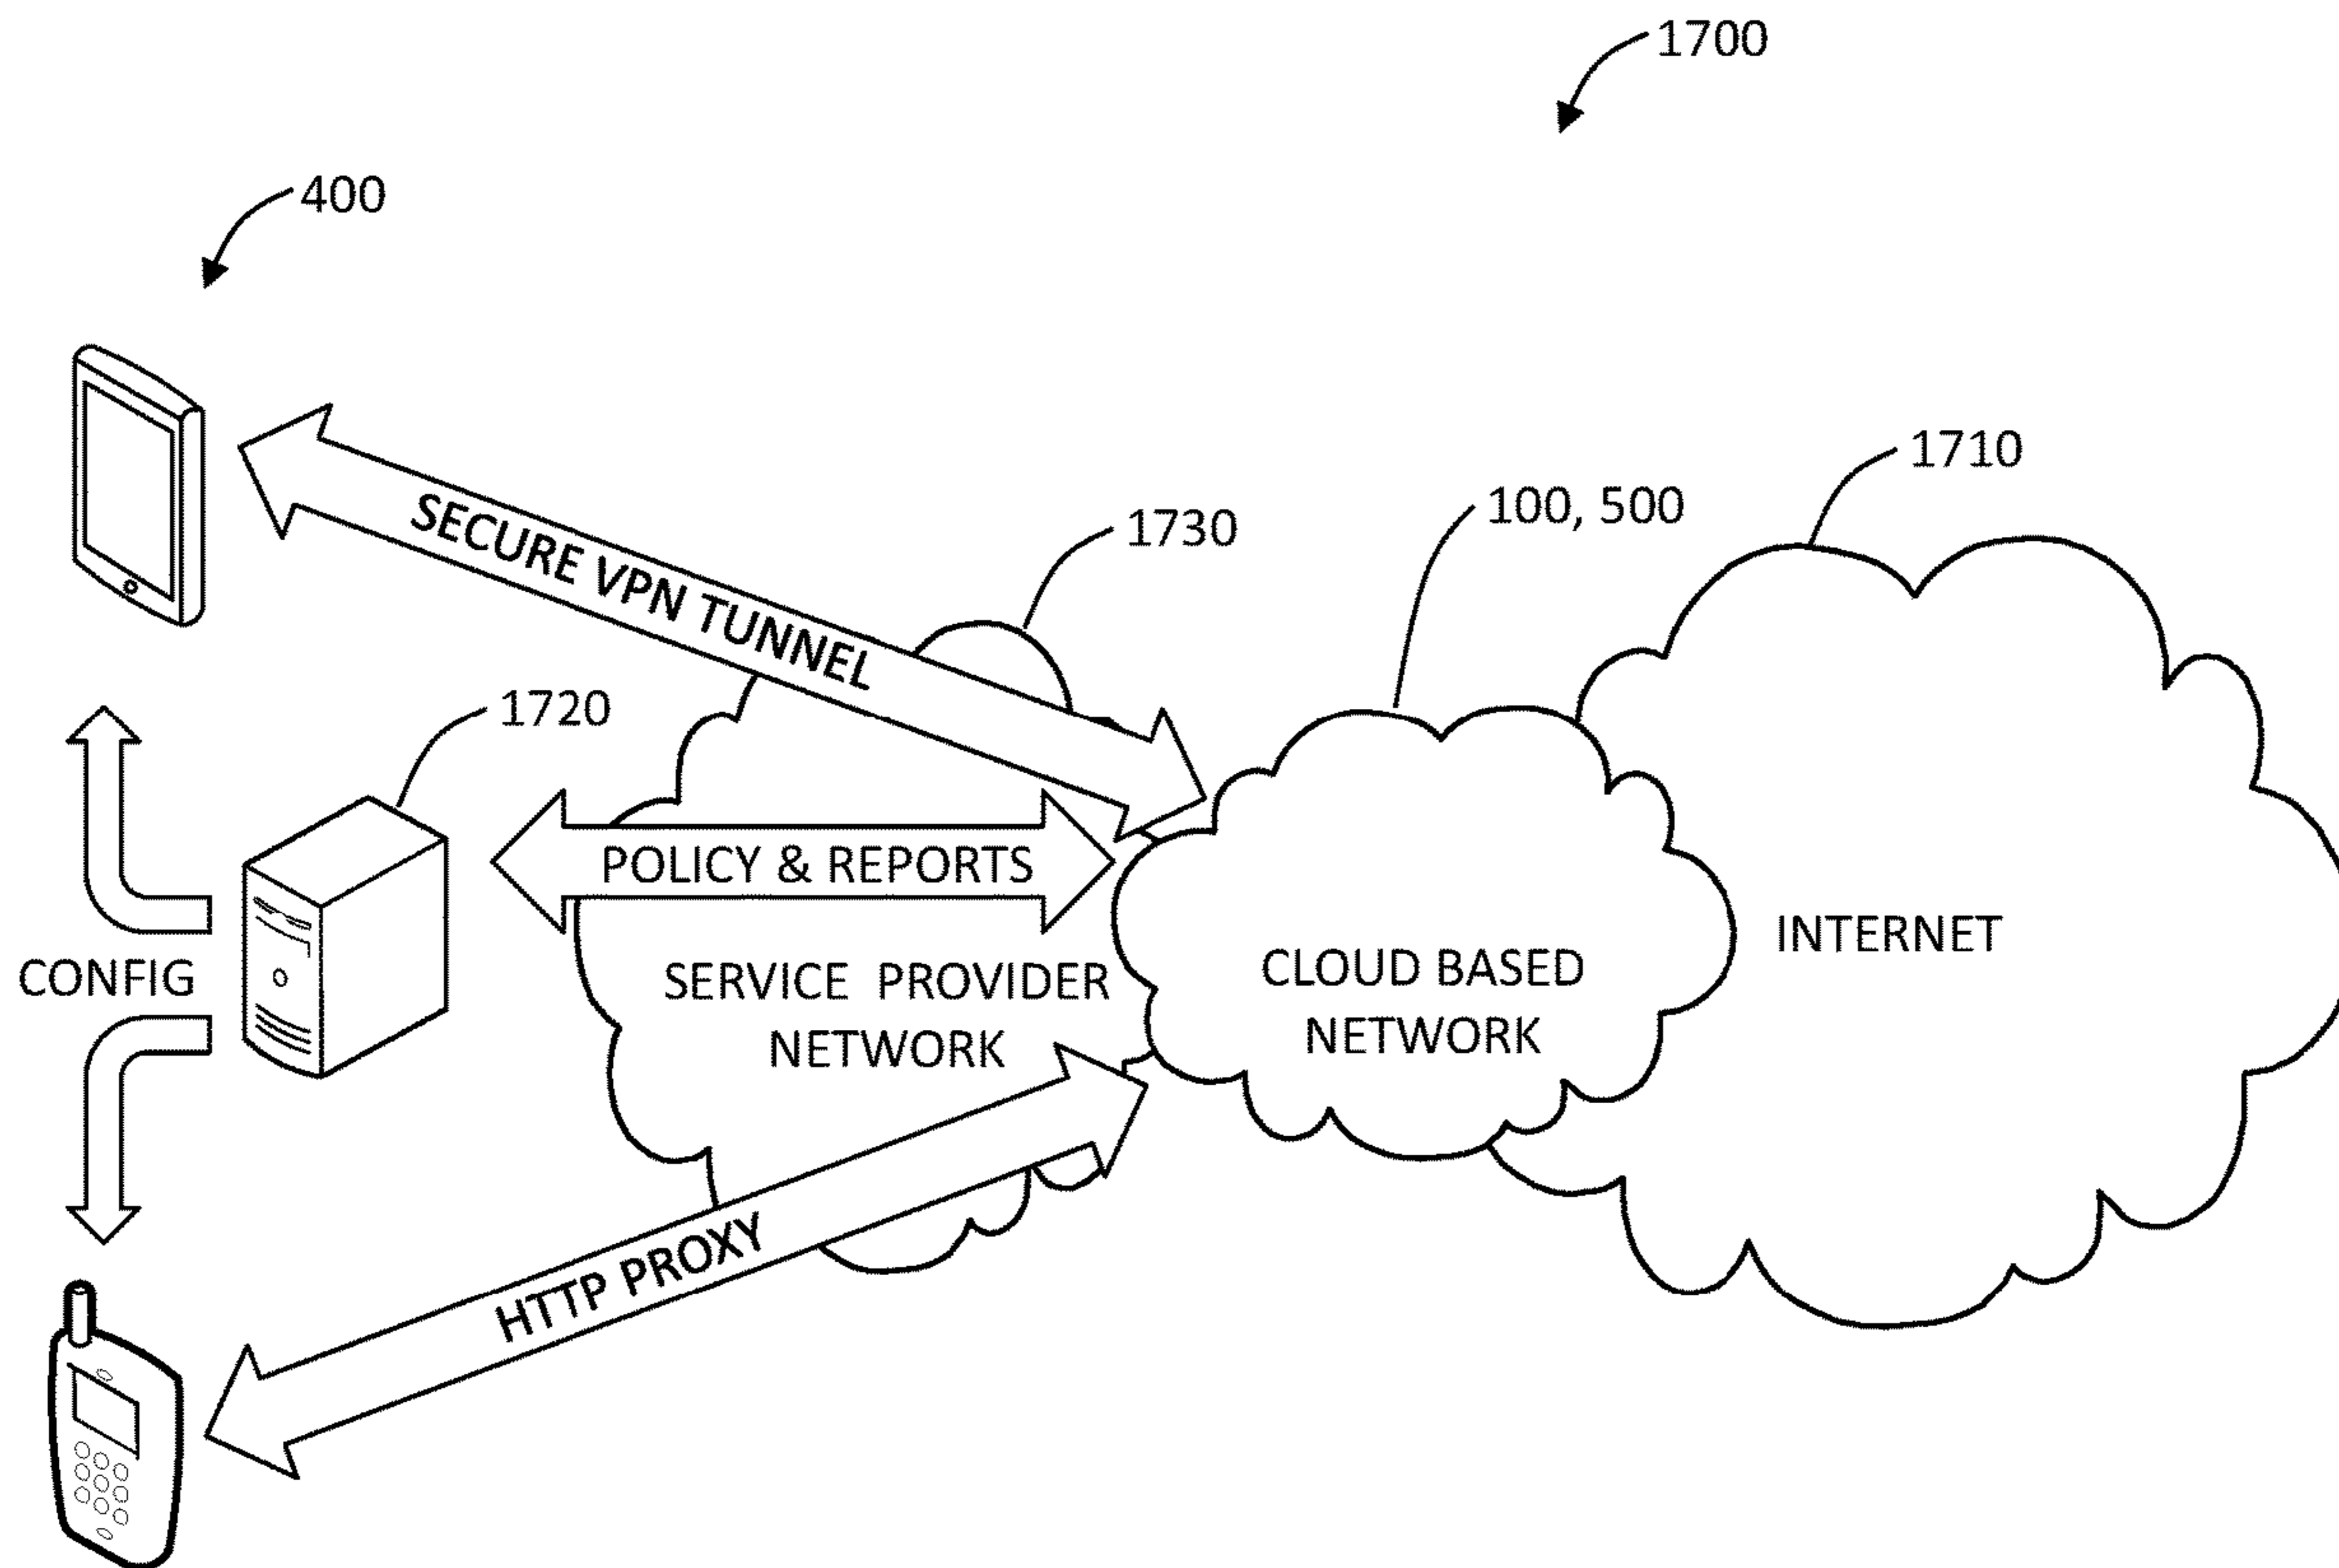 1700
400
1710
100, 500
1730
SECURE VPN TUNNEL
1720
POLICY & REPORTS
INTERNET
CONFIG
SERVICE PROVIDER
NETWORK
CLOUD BASED
NETWORK
HTTP PROXY